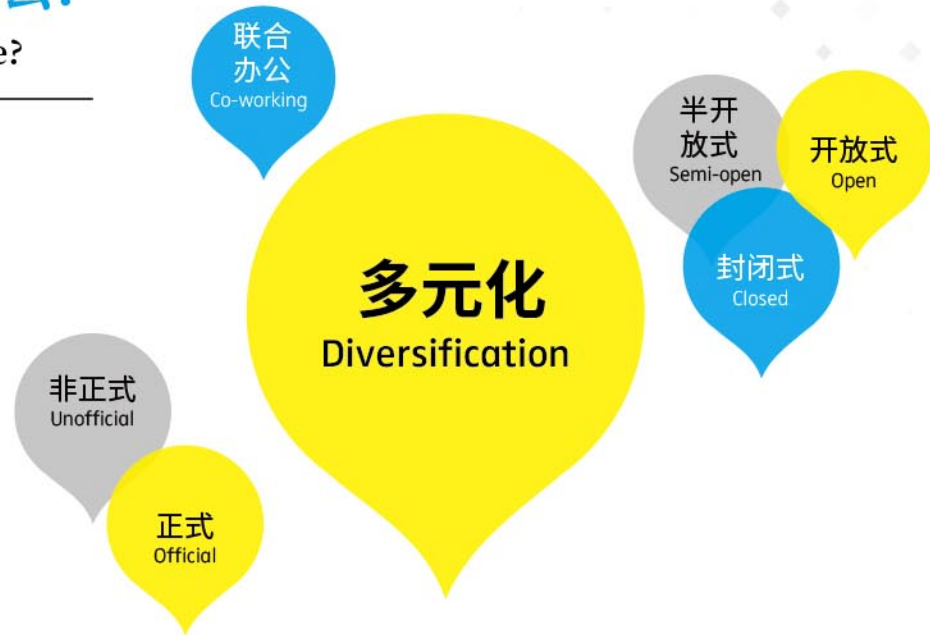 e?
联合
办公
Co-working
半开
放式
Semi-open
开放式
Open
封闭式
Closed
多元化
Diversification
非正式
Unofficial
正式
Official